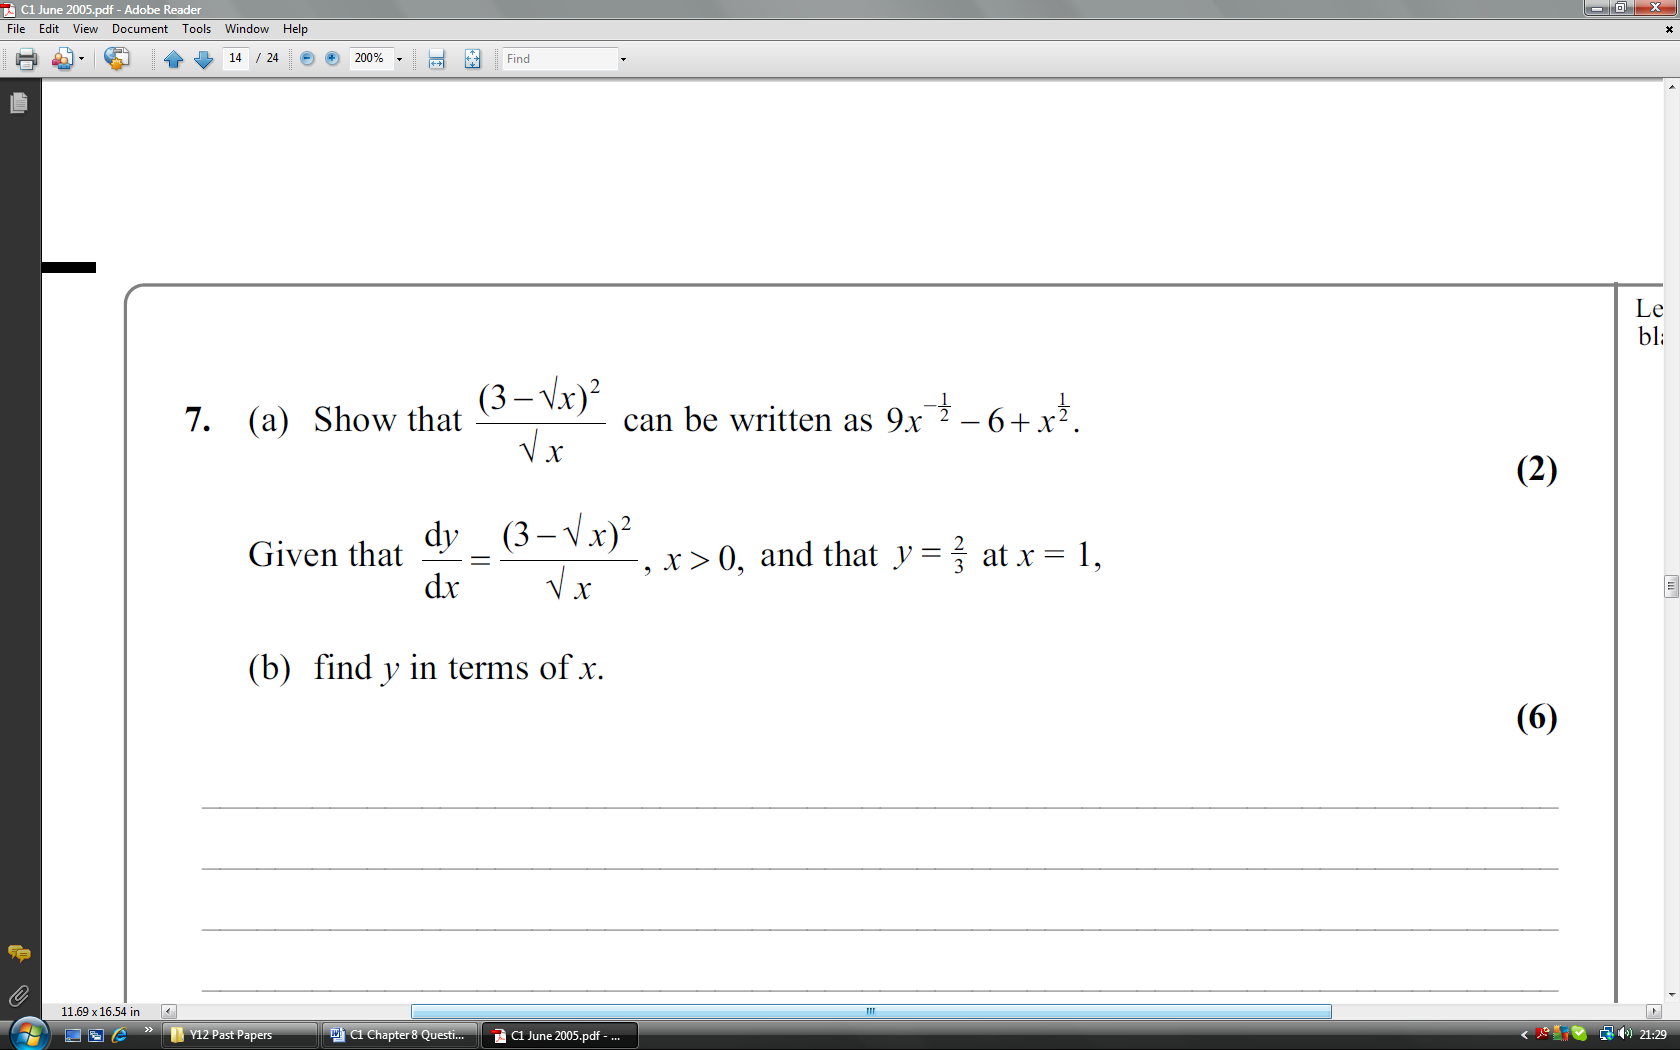 C1 June 2005.pdf - Adobe Reader
File Edit View Document Tools Window Help
14 / 24 200% Find
Le
bl
7. (a) Show that (3 – √x)² / √x can be written as 9x^(-1/2) – 6 + x^(1/2).
(2)
Given that dy/dx = (3 – √x)² / √x, x > 0, and that y = 2/3 at x = 1,
(b) find y in terms of x.
(6)
11.69 x 16.54 in
Y12 Past Papers C1 Chapter 8 Questi... C1 June 2005.pdf - ... 21:29